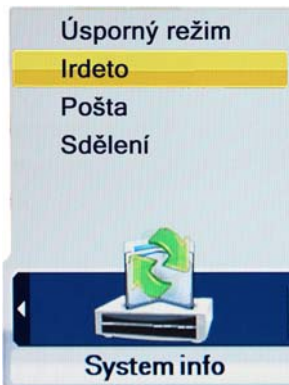 Úsporný režim
Irdeto
Pošta
Sdělení
System info